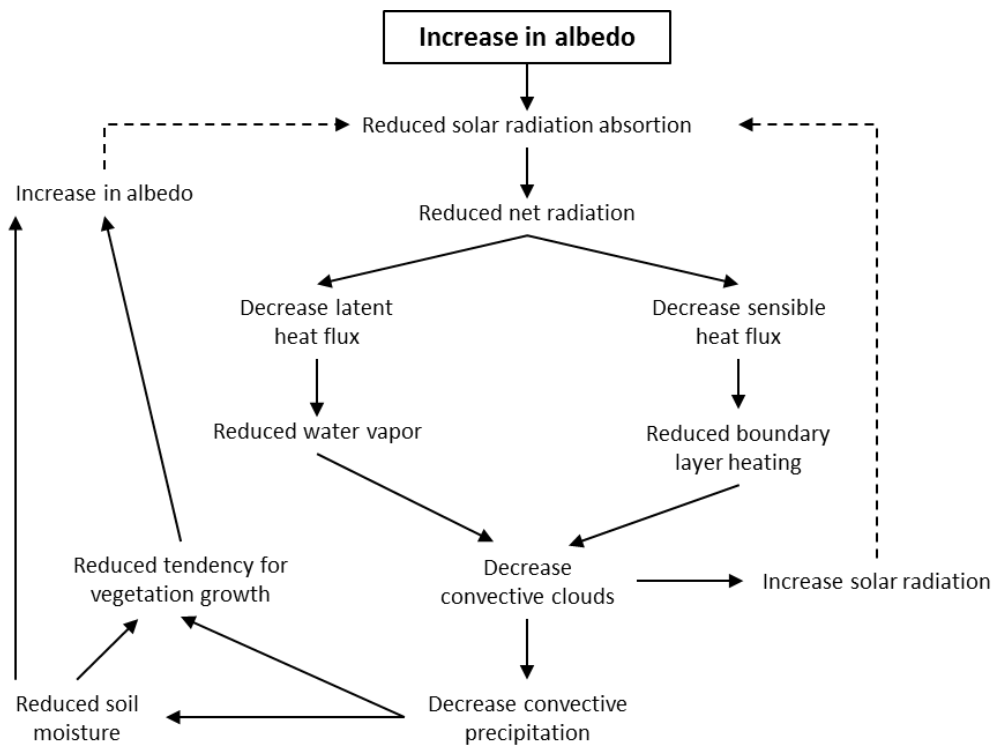 Increase in albedo
Reduced solar radiation absortion
Increase in albedo
Reduced net radiation
Decrease latent
heat flux
Decrease sensible
heat flux
Reduced water vapor
Reduced boundary
layer heating
Reduced tendency for
vegetation growth
Decrease
convective clouds
Increase solar radiation
Reduced soil
moisture
Decrease convective
precipitation